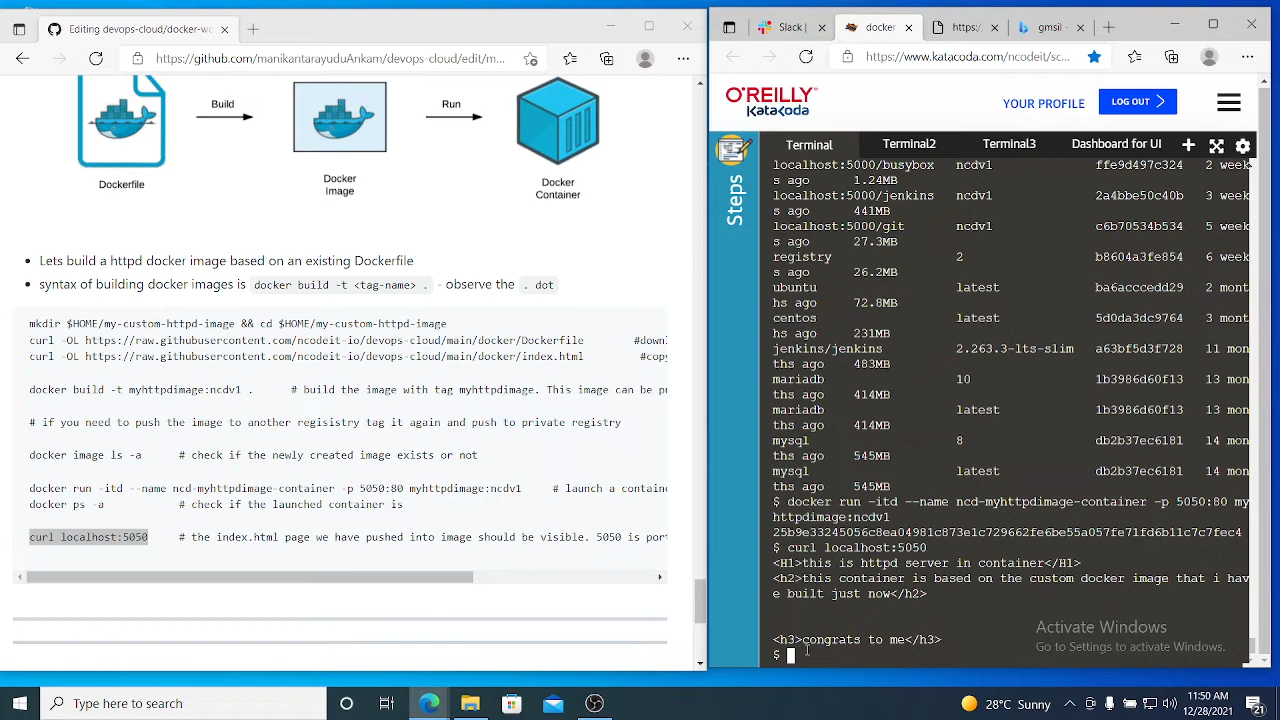 Editing devops-cloud/docker-wo
https://github.com/manikantarayuduAnkam/devops-cloud/edit/m...
Build
Run
Dockerfile
Docker
Image
Docker
Container
Lets build a httpd docker image based on an existing Dockerfile
syntax of building docker images is docker build -t <tag-name> . - observe the . dot
mkdir $HOME/my-custom-httpd-image && cd $HOME/my-custom-httpd-image
curl -OL https://raw.githubusercontent.com/ncodeit-io/devops-cloud/main/docker/Dockerfile #down
curl -OL https://raw.githubusercontent.com/ncodeit-io/devops-cloud/main/docker/index.html #copy
docker build -t myhttpdimage:ncdv1 . # build the image with tag myhttpdimage. This image can be pu
# if you need to push the image to another regisistry tag it again and push to private registry
docker image ls -a # check if the newly created image exists or not
docker run -itd --name ncd-myhttpdimage-container -p 5050:80 myhttpdimage:ncdv1 # launch a containe
docker ps -a # check if the launched container is
curl localhost:5050 # the index.html page we have pushed into image should be visible. 5050 is port
Slack |
docker
https:/
gmail -
https://www.katacoda.com/ncodeit/sc...
O'REILLY
Katakoda
YOUR PROFILE
LOG OUT
Steps
Terminal
Terminal2
Terminal3
Dashboard for UI
localhost:5000/busybox ncdv1 ffe9d497c324 3 week
s ago 1.24MB
localhost:5000/jenkins ncdv1 2a4bbe50c40b 3 week
s ago 441MB
localhost:5000/git ncdv1 c6b70534b534 5 week
s ago 27.3MB
registry 2 b8604a3fe854 6 week
s ago 26.2MB
ubuntu latest ba6acccedd29 2 mont
hs ago 72.8MB
centos latest 5d0da3dc9764 3 mont
hs ago 231MB
jenkins/jenkins 2.263.3-lts-slim a63bf5d3f728 11 mon
ths ago 483MB
mariadb 10 1b3986d60f13 13 mon
ths ago 414MB
mariadb latest 1b3986d60f13 13 mon
ths ago 414MB
mysql 8 db2b37ec6181 14 mon
ths ago 545MB
mysql latest db2b37ec6181 14 mon
ths ago 545MB
$ docker run -itd --name ncd-myhttpdimage-container -p 5050:80 my
httpdimage:ncdv1
25b9e33245056c8ea04981c873e1c729662fe6be55a057fe71fd6b11c7c7fec4
$ curl localhost:5050
<H1>this is httpd server in container</H1>
<h2>this container is based on the custom docker image that i hav
e built just now</h2>
<h3>congrats to me</h3>
$
Activate Windows
Go to Settings to activate Windows.
Type here to search
28°C Sunny
11:50 AM
12/28/2021
21